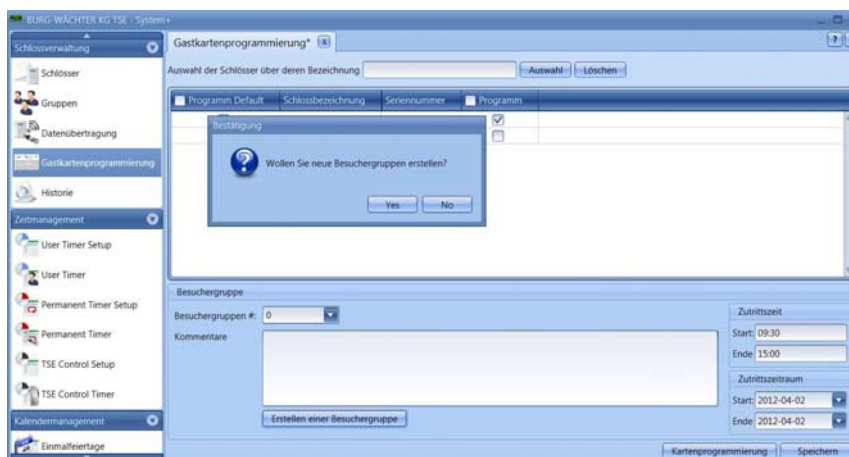 BURG-WÄCHTER KG TSE - System+
Schlossverwaltung
Schlösser
Gruppen
Datenübertragung
Gastkartenprogrammierung
Historie
Zeitmanagement
User Timer Setup
User Timer
Permanent Timer Setup
Permanent Timer
TSE Control Setup
TSE Control Timer
Kalendermanagement
Einmalfeiertage
Gastkartenprogrammierung*
Auswahl der Schlösser über deren Bezeichnung Auswahl Löschen
Programm Default Schlossbezeichnung Seriennummer Programm
Bestätigung
Wollen Sie neue Besuchergruppen erstellen?
Yes No
Besuchergruppe
Besuchergruppen #: 0
Kommentare
Erstellen einer Besuchergruppe
Zutrittszeit
Start: 09:30
Ende 15:00
Zutrittszeitraum
Start: 2012-04-02
Ende 2012-04-02
Kartenprogrammierung Speichern